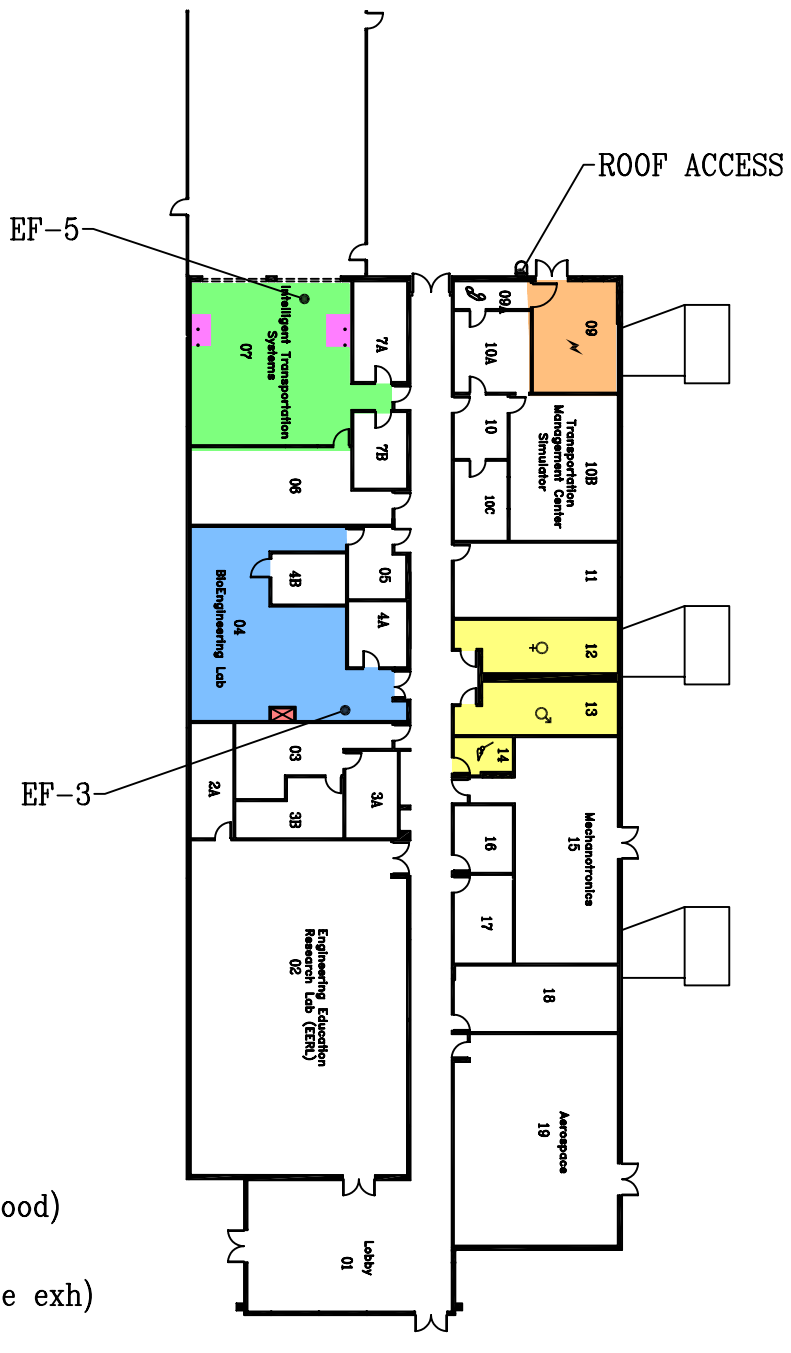 ROOF ACCESS
EF-5
09A
09
7A
10A
Intelligent Transportation
Systems
07
7B
10
10B
Transportation
Management Center
Simulator
06
10C
05
4B
11
4A
04
BioEngineering Lab
12
13
03
14
EF-3
2A
3A
3B
Mechanotronics
15
16
17
Engineering Education
Research Lab (EERL)
02
18
Aerospace
19
ood)
Lobby
01
e exh)